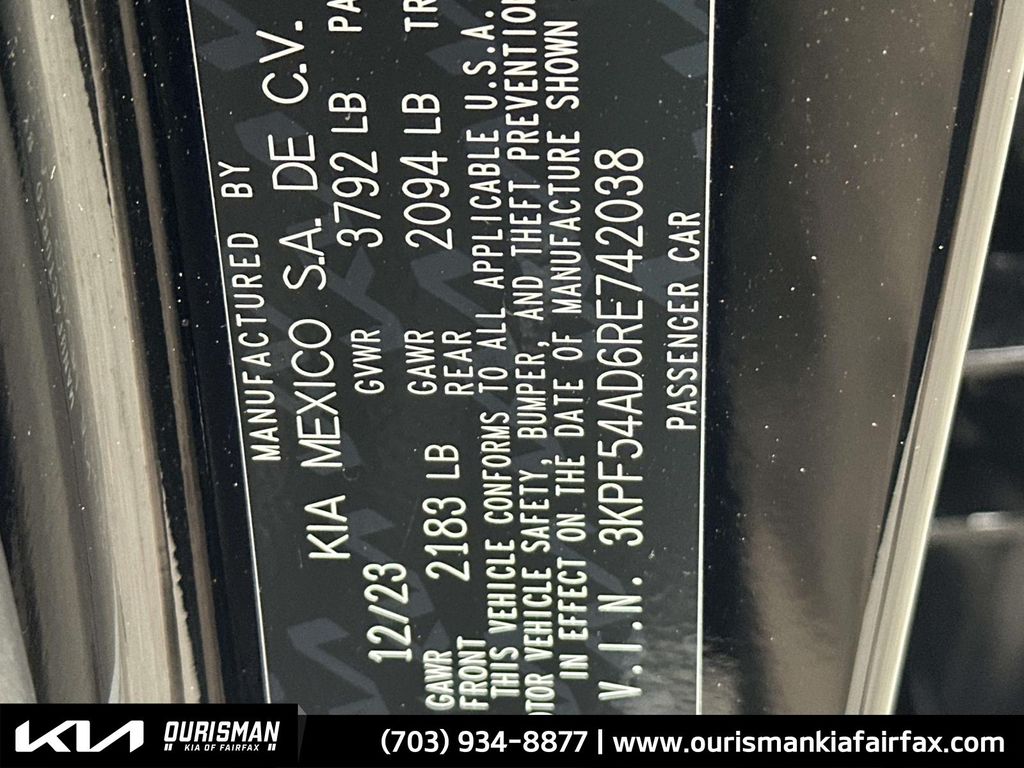 MANUFACTURED BY
KIA MEXICO S.A. DE C.V.
12/23 GVWR 3792 LB
GAWR FRONT 2183 LB GAWR REAR 2094 LB
THIS VEHICLE CONFORMS TO ALL APPLICABLE U.S.A.
VEHICLE SAFETY, BUMPER, AND THEFT PREVENTION
IN EFFECT ON THE DATE OF MANUFACTURE SHOWN
V.I.N. 3KPF54AD6RE742038
PASSENGER CAR
KIA OURISMAN
KIA OF FAIRFAX
(703) 934-8877 | www.ourismankiafairfax.com